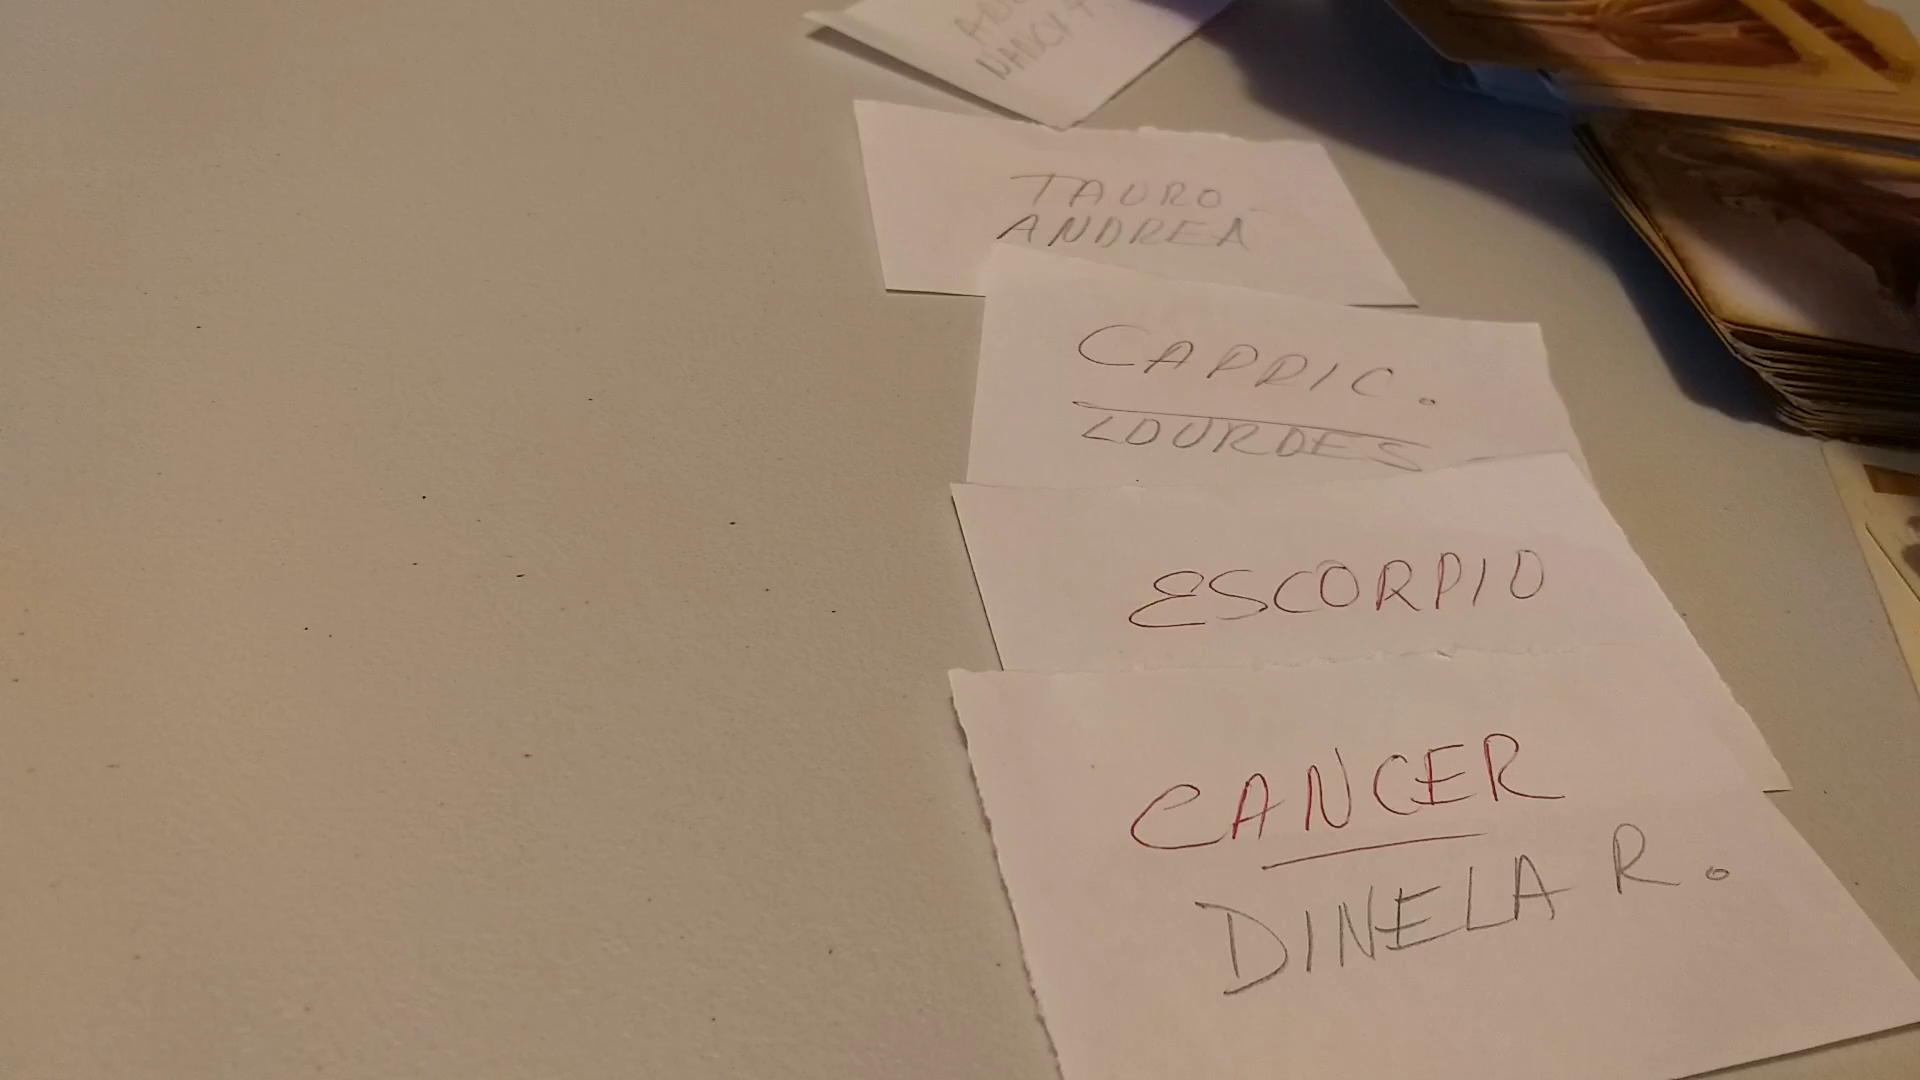 TAURO
ANDREA
CAPRIC.
LOURDES
ESCORPIO
CANCER
DINELA R.